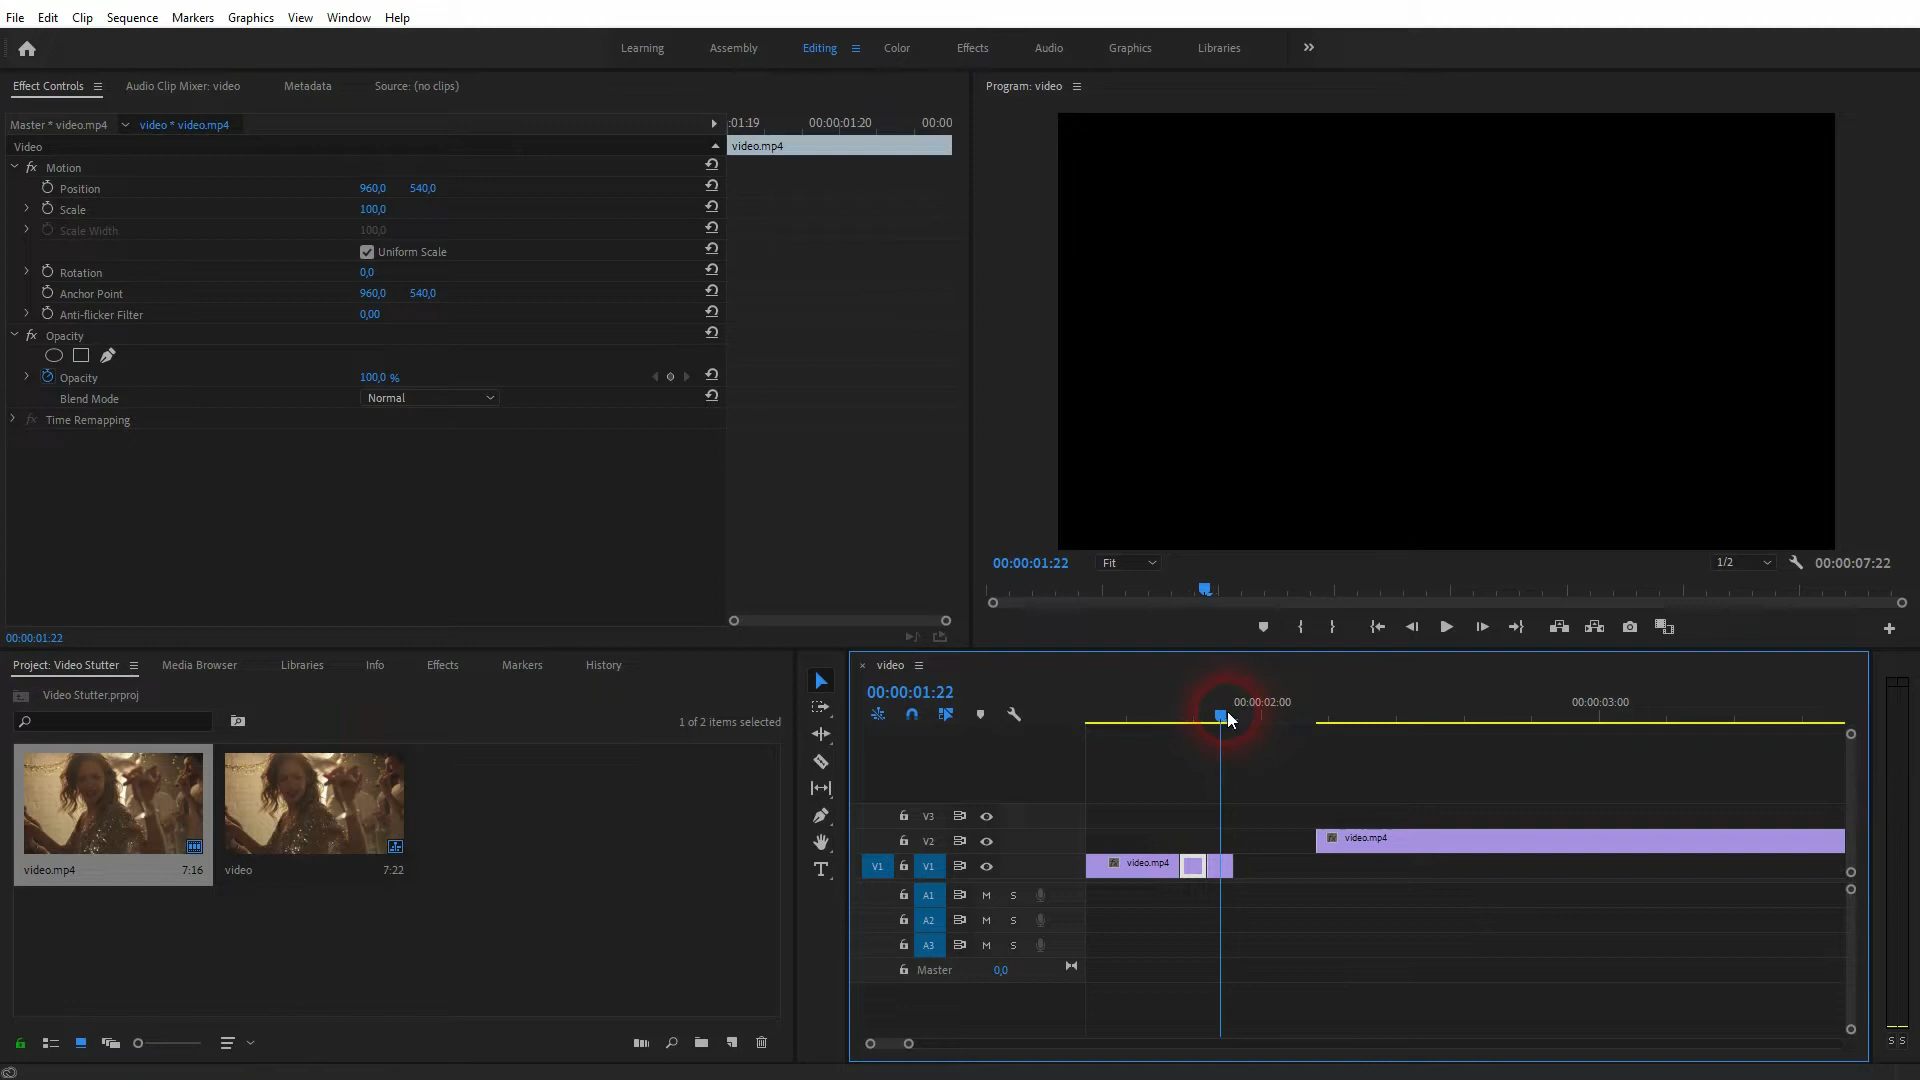 File Edit Clip Sequence Markers Graphics View Window Help
Learning Assembly Editing Color Effects Audio Graphics Libraries
Effect Controls Audio Clip Mixer: video Metadata Source: (no clips)
Program: video
Master * video.mp4 video * video.mp4
:01:19 00:00:01:20 00:00
Video
video.mp4
fx Motion
Position 960,0 540,0
Scale 100,0
Scale Width 100,0
Uniform Scale
Rotation 0,0
Anchor Point 960,0 540,0
Anti-flicker Filter 0,00
fx Opacity
Opacity 100,0 %
Blend Mode Normal
fx Time Remapping
00:00:01:22 Fit 1/2 00:00:07:22
00:00:01:22
Project: Video Stutter Media Browser Libraries Info Effects Markers History
Video Stutter.prproj
1 of 2 items selected
video.mp4 7:16
video 7:22
video
00:00:01:22
00:00:02:00 00:00:03:00
V3
V2
video.mp4
V1 V1
video.mp4
A1 M S
A2 M S
A3 M S
Master 0,0
S S